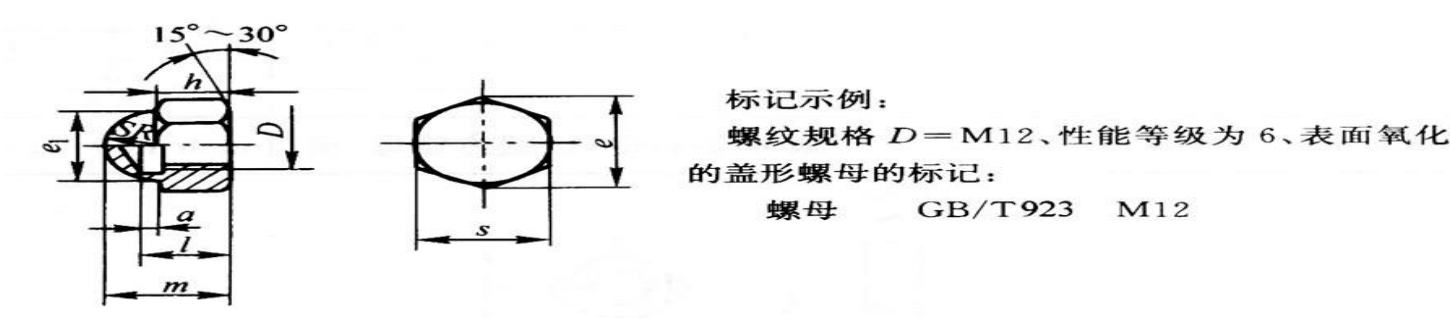 15°～30°
h
SR
D
e₁
a
l
m
e
s
标记示例：
螺纹规格 D＝M12、性能等级为 6、表面氧化
的盖形螺母的标记：
螺母 GB/T923 M12